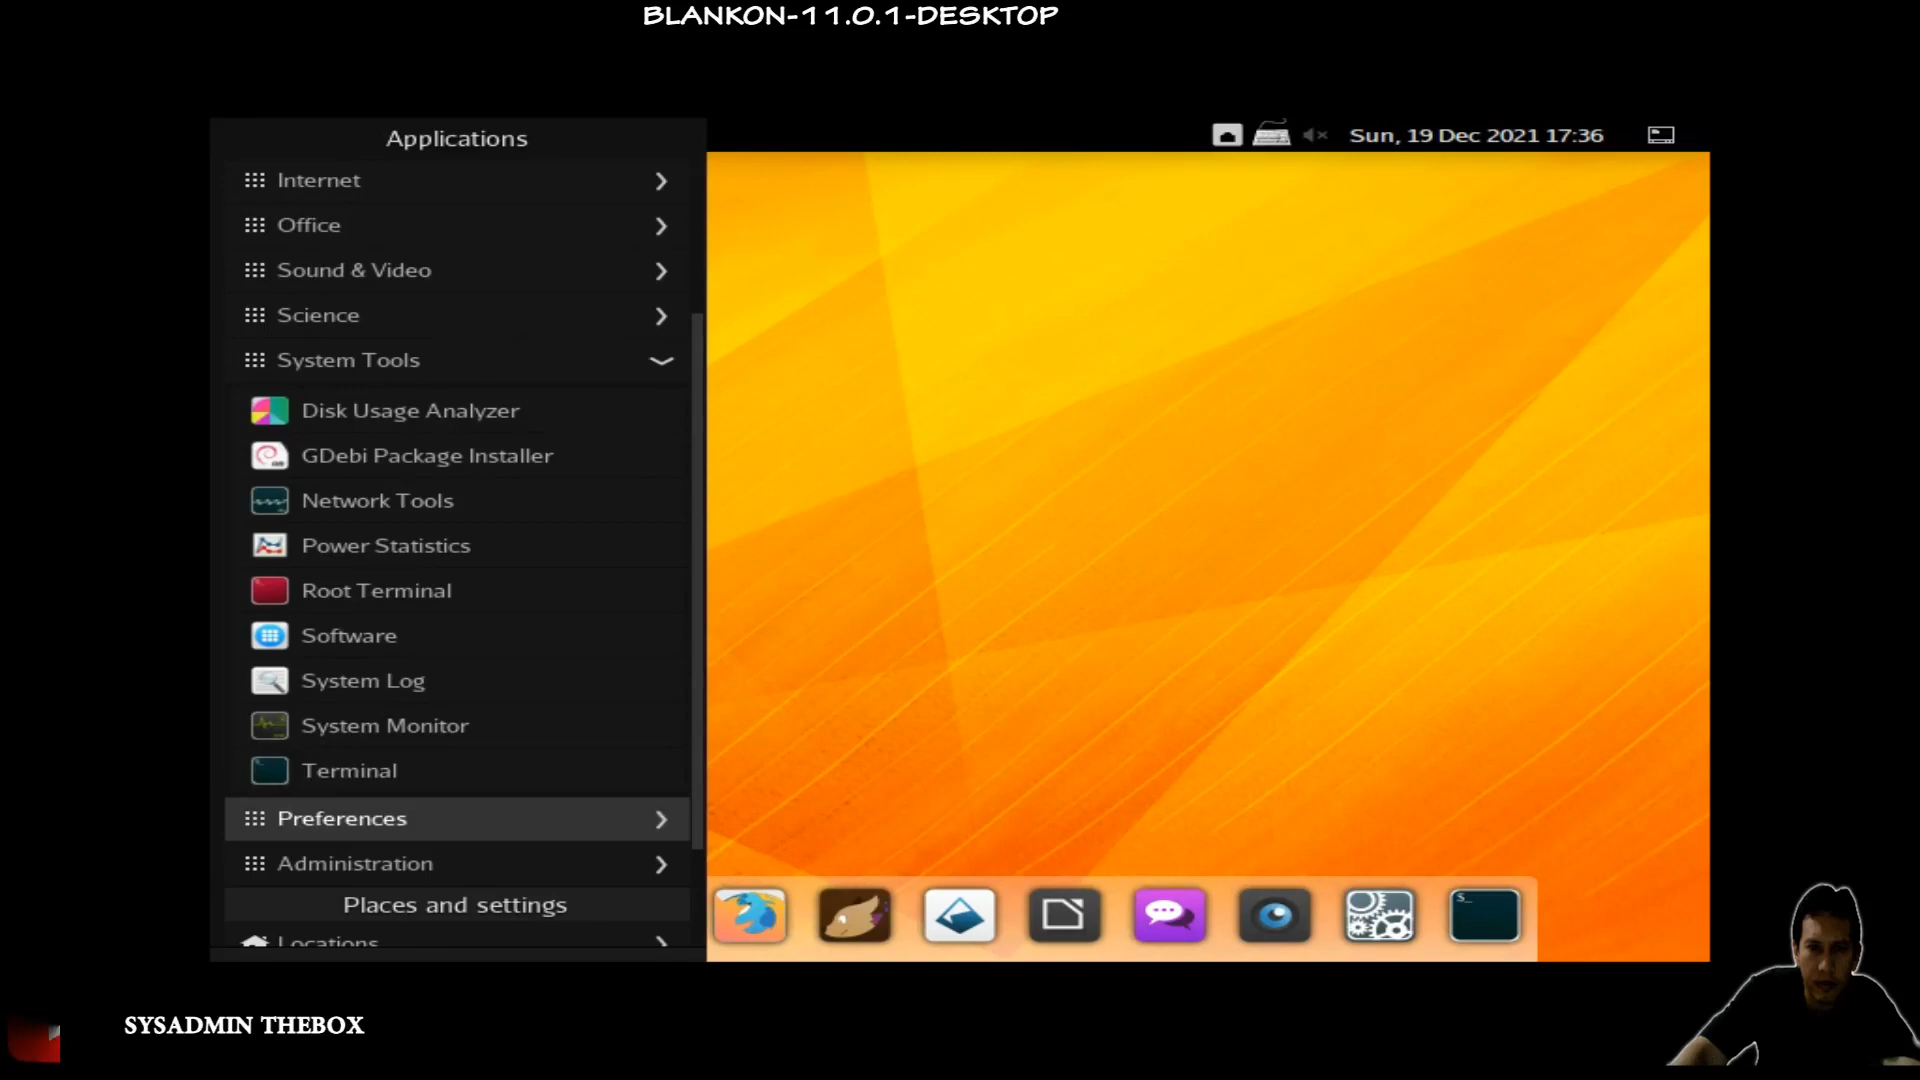 BLANKON-11.0.1-DESKTOP
Applications
Sun, 19 Dec 2021 17:36
Internet
Office
Sound & Video
Science
System Tools
Disk Usage Analyzer
GDebi Package Installer
Network Tools
Power Statistics
Root Terminal
Software
System Log
System Monitor
Terminal
Preferences
Administration
Places and settings
Locations
$_
SYSADMIN THEBOX